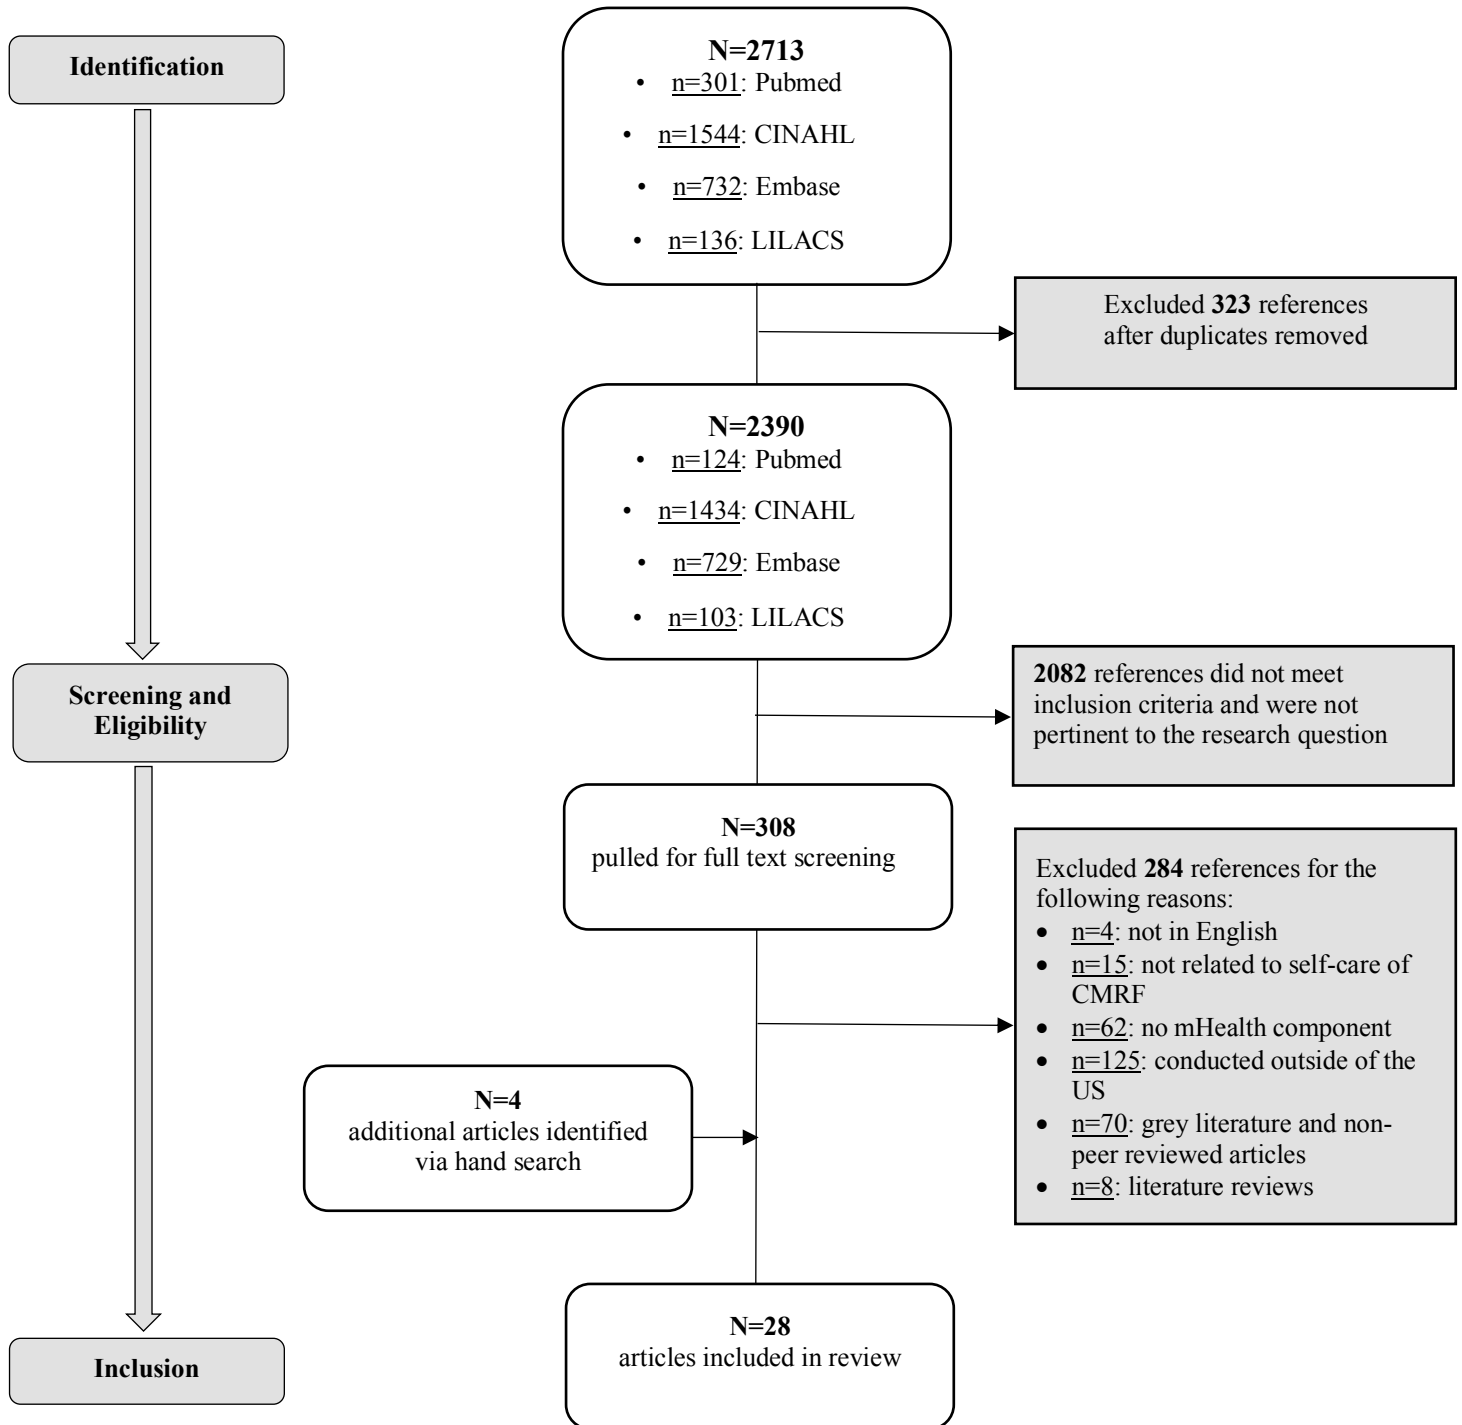 Identification
N=2713
• n=301: Pubmed
• n=1544: CINAHL
• n=732: Embase
• n=136: LILACS
Excluded 323 references
after duplicates removed
N=2390
• n=124: Pubmed
• n=1434: CINAHL
• n=729: Embase
• n=103: LILACS
Screening and
Eligibility
2082 references did not meet
inclusion criteria and were not
pertinent to the research question
N=308
pulled for full text screening
Excluded 284 references for the
following reasons:
• n=4: not in English
• n=15: not related to self-care of
CMRF
• n=62: no mHealth component
• n=125: conducted outside of the
US
• n=70: grey literature and non-
peer reviewed articles
• n=8: literature reviews
N=4
additional articles identified
via hand search
N=28
articles included in review
Inclusion